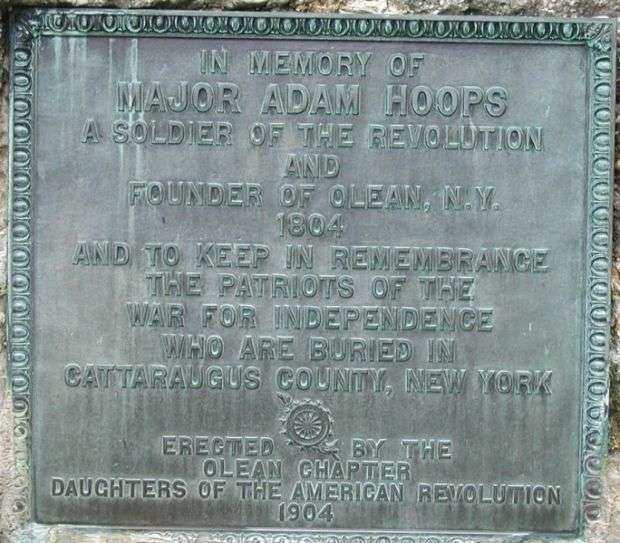 IN MEMORY OF
MAJOR ADAM HOOPS
A SOLDIER OF THE REVOLUTION
AND
FOUNDER OF OLEAN, N.Y.
1804
AND TO KEEP IN REMEMBRANCE
THE PATRIOTS OF THE
WAR FOR INDEPENDENCE
WHO ARE BURIED IN
CATTARAUGUS COUNTY, NEW YORK
ERECTED BY THE
OLEAN CHAPTER
DAUGHTERS OF THE AMERICAN REVOLUTION
1904